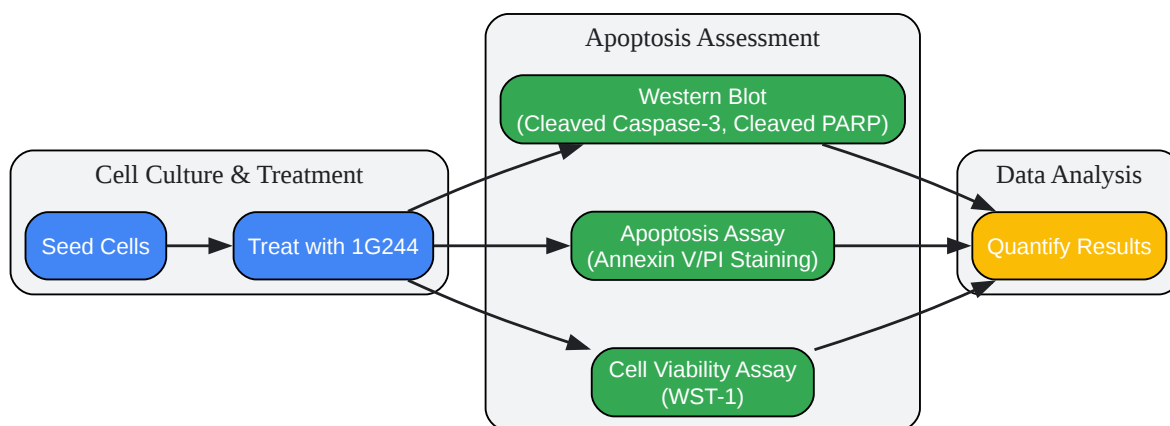 Cell Culture & Treatment
Seed Cells
Treat with 1G244
Apoptosis Assessment
Western Blot
(Cleaved Caspase-3, Cleaved PARP)
Apoptosis Assay
(Annexin V/PI Staining)
Cell Viability Assay
(WST-1)
Data Analysis
Quantify Results